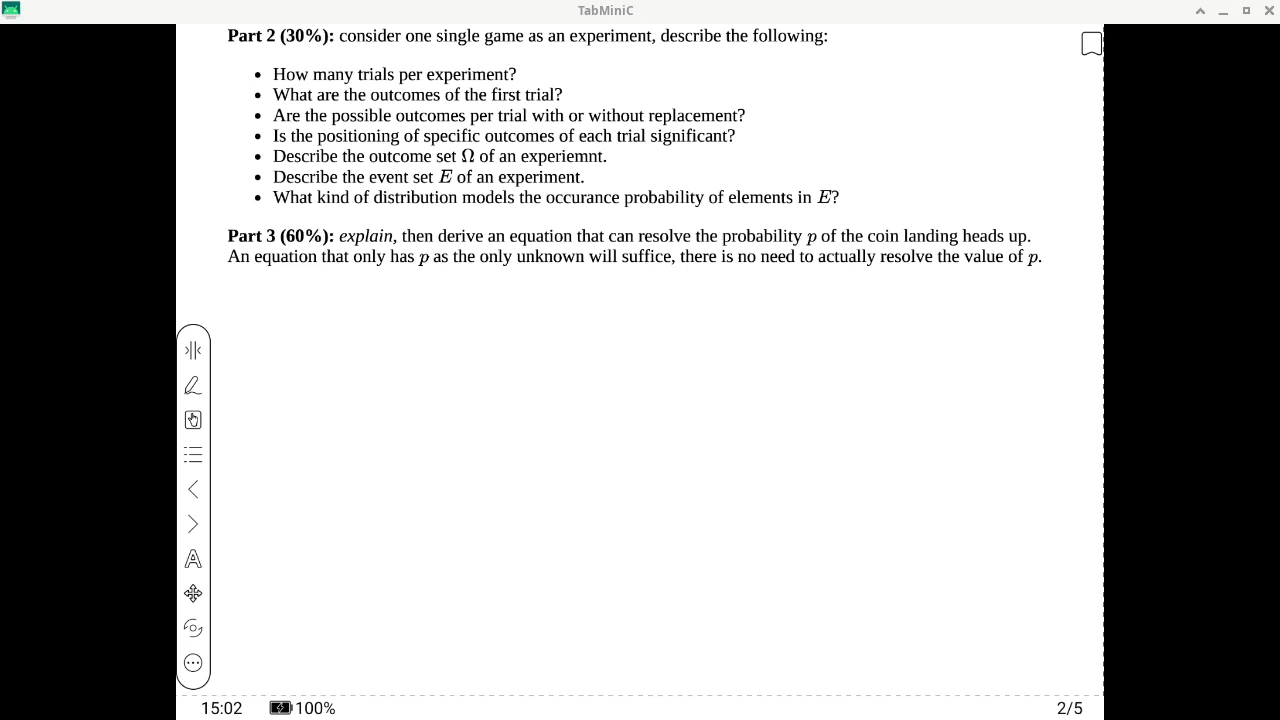 TabMiniC
Part 2 (30%): consider one single game as an experiment, describe the following:
• How many trials per experiment?
• What are the outcomes of the first trial?
• Are the possible outcomes per trial with or without replacement?
• Is the positioning of specific outcomes of each trial significant?
• Describe the outcome set Ω of an experiemnt.
• Describe the event set E of an experiment.
• What kind of distribution models the occurance probability of elements in E?
Part 3 (60%): explain, then derive an equation that can resolve the probability p of the coin landing heads up.
An equation that only has p as the only unknown will suffice, there is no need to actually resolve the value of p.
15:02 100% 2/5